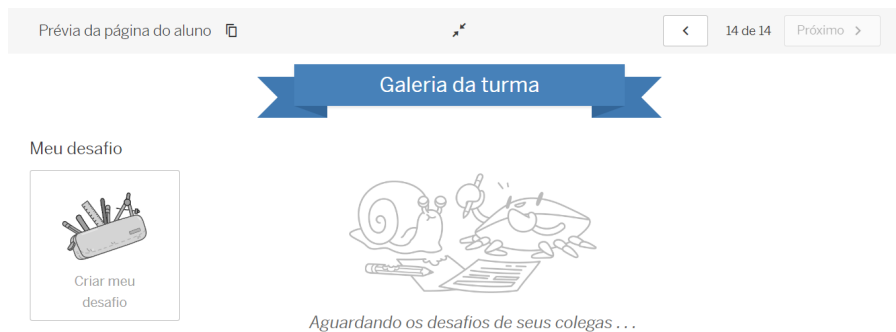 Prévia da página do aluno
14 de 14
Próximo
Galeria da turma
Meu desafio
Criar meu
desafio
Aguardando os desafios de seus colegas . . .